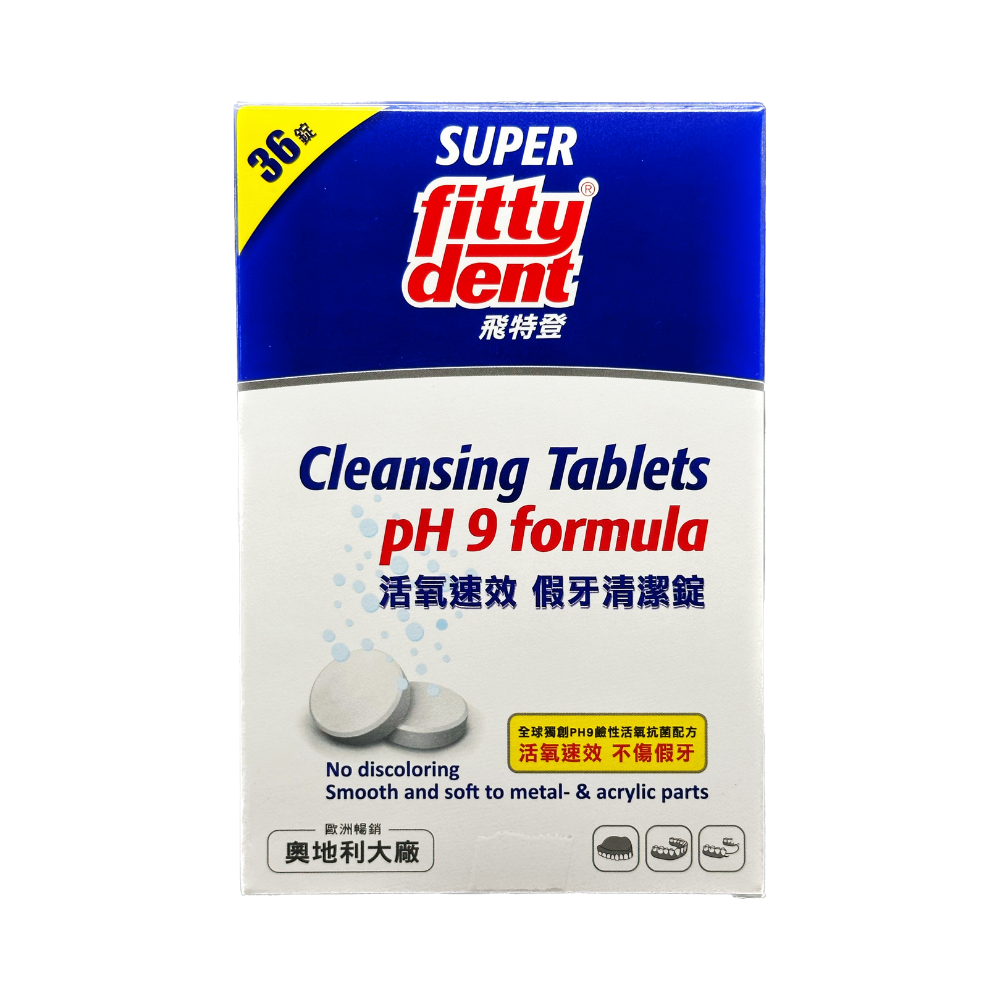 36錠
SUPER
fitty®
dent
飛特登
Cleansing Tablets
pH 9 formula
活氧速效 假牙清潔錠
全球獨創PH9鹼性活氧抗菌配方
活氧速效 不傷假牙
No discoloring
Smooth and soft to metal- & acrylic parts
歐洲暢銷
奧地利大廠